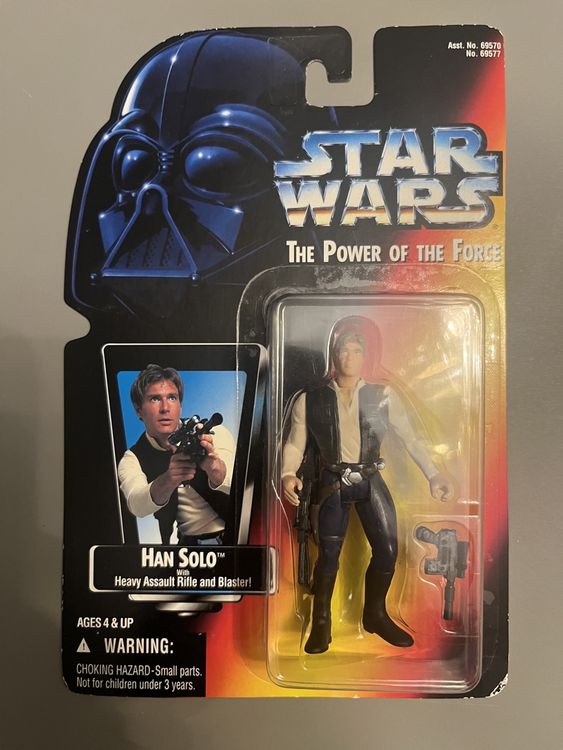 Asst. No. 69570
No. 69577
STAR
WARS
THE POWER OF THE FORCE
HAN SOLO™
With
Heavy Assault Rifle and Blaster!
AGES 4 & UP
WARNING:
CHOKING HAZARD-Small parts.
Not for children under 3 years.